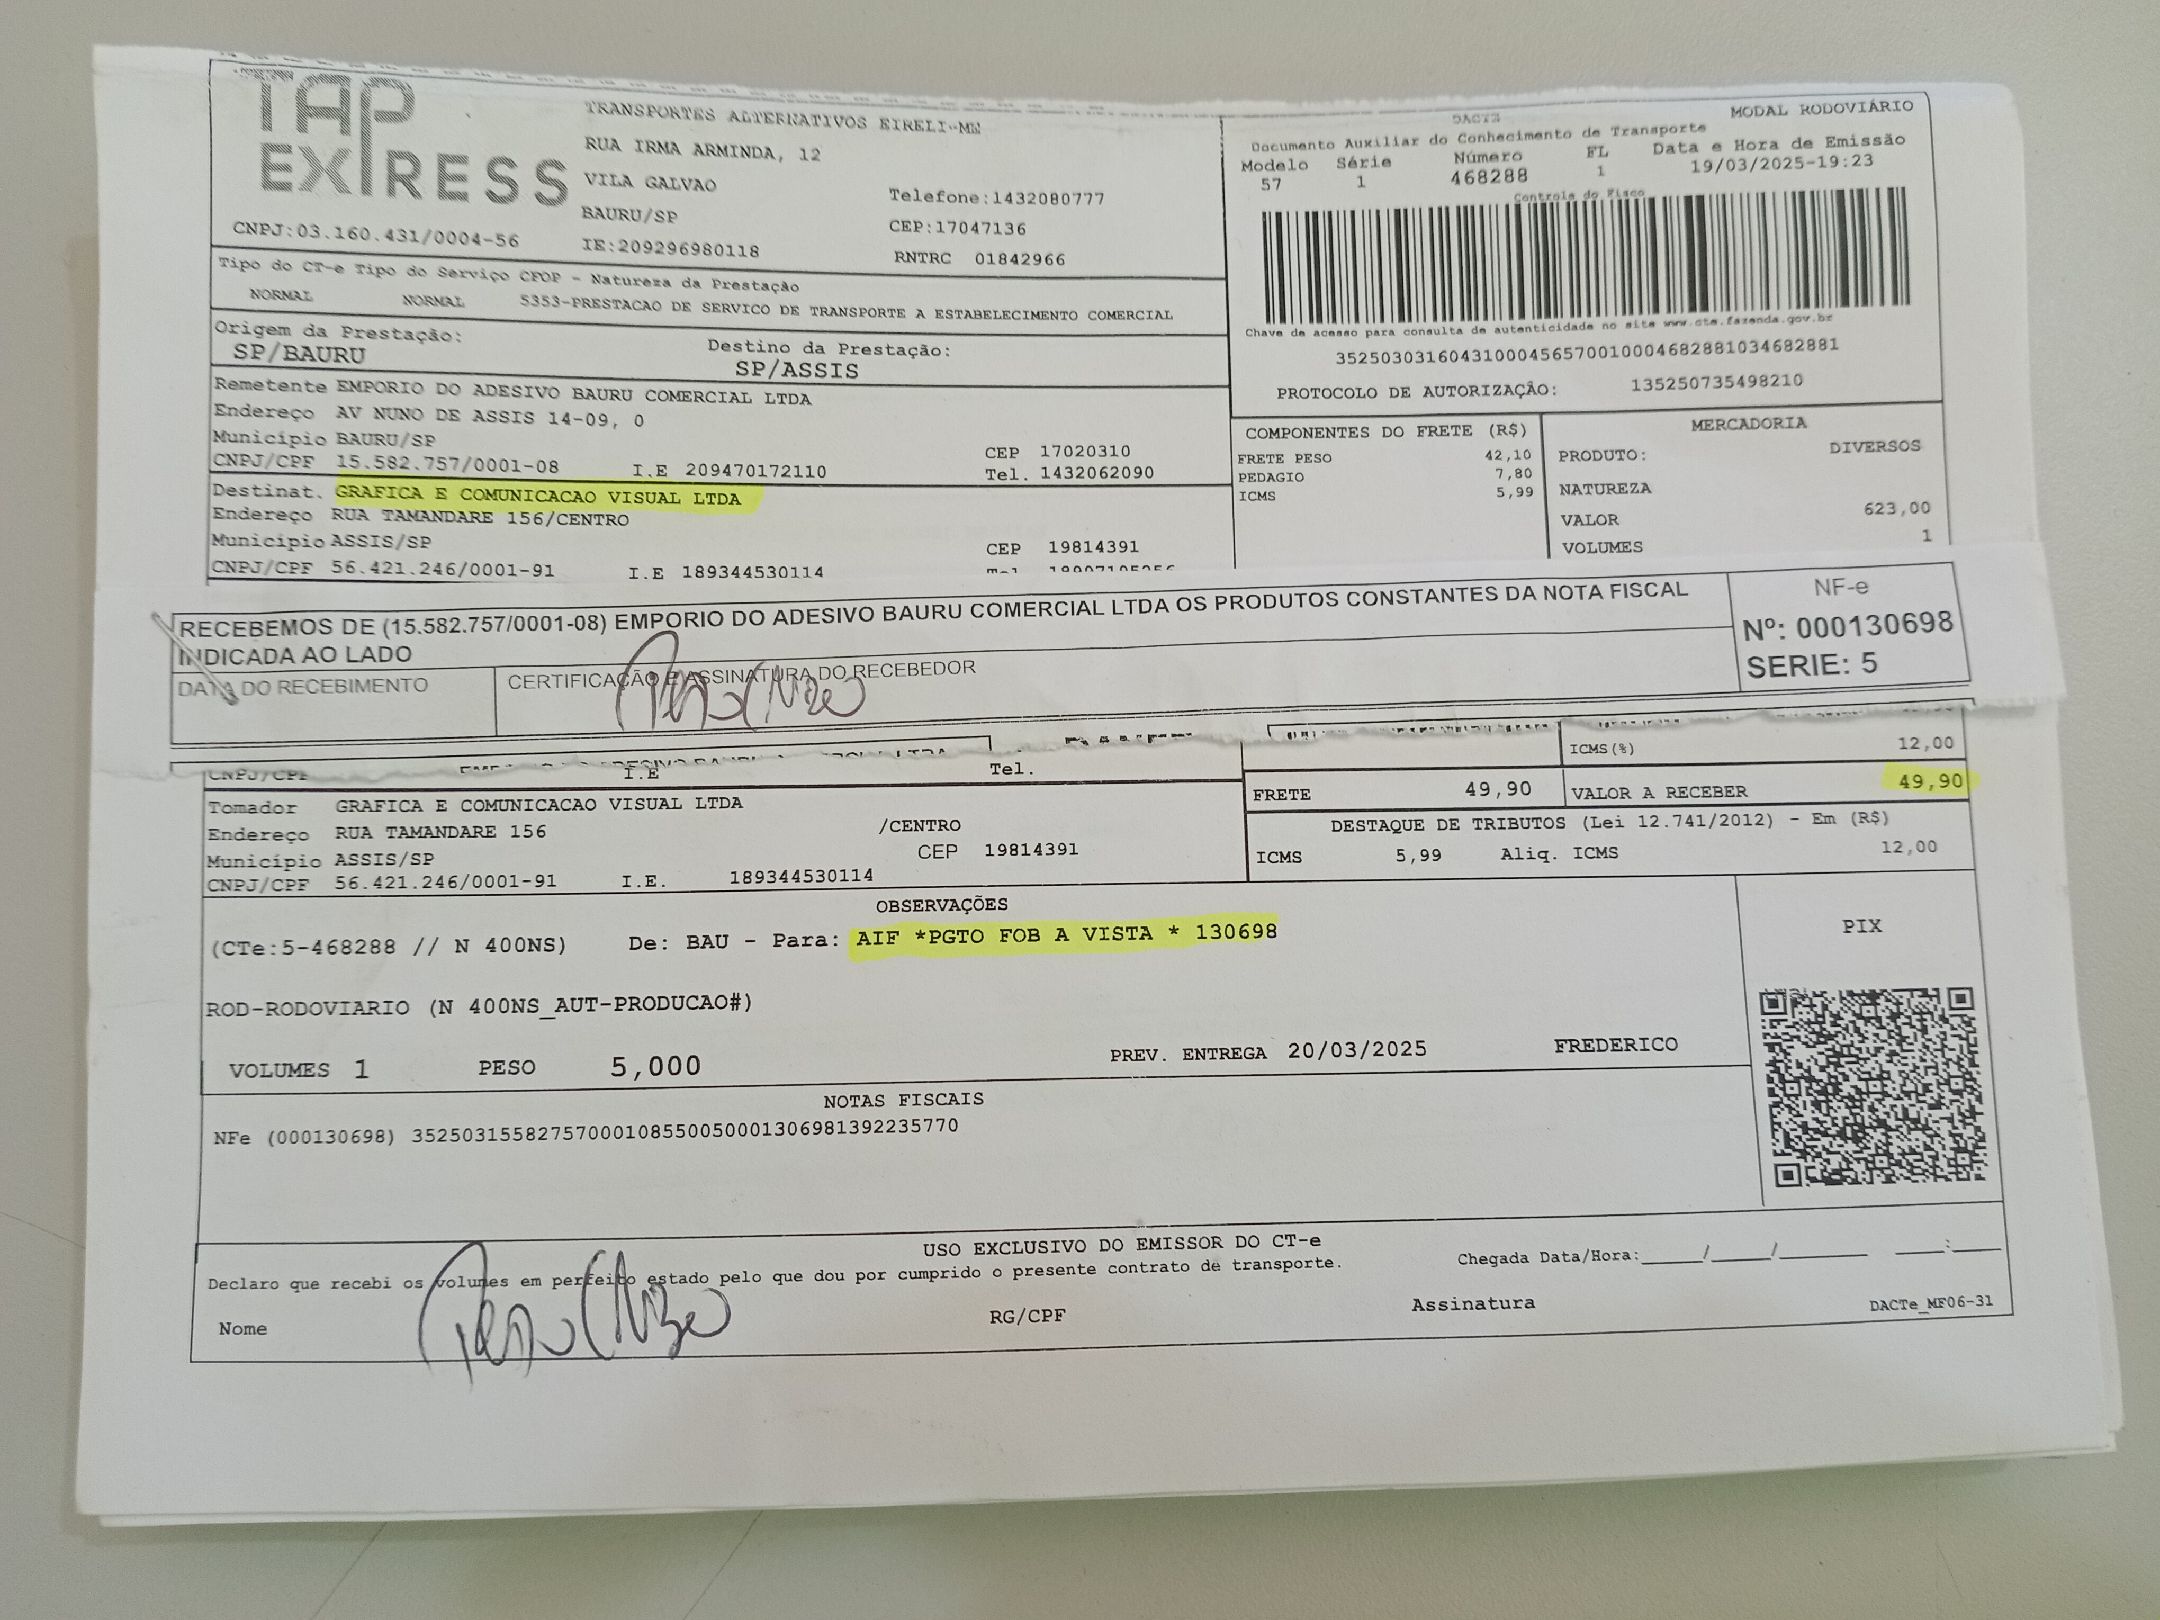 TAP
EXPRESS
CNPJ:03.160.431/0004-56
TRANSPORTES ALTERNATIVOS EIRELI-ME
RUA IRMA ARMINDA, 12
VILA GALVAO
BAURU/SP
IE:209296980118
Telefone:1432080777
CEP:17047136
RNTRC 01842966
Tipo do CT-e Tipo do Serviço CFOP - Natureza da Prestação
NORMAL NORMAL 5353-PRESTACAO DE SERVICO DE TRANSPORTE A ESTABELECIMENTO COMERCIAL
Origem da Prestação:
SP/BAURU
Destino da Prestação:
SP/ASSIS
Remetente EMPORIO DO ADESIVO BAURU COMERCIAL LTDA
Endereço AV NUNO DE ASSIS 14-09, 0
Município BAURU/SP CEP 17020310
CNPJ/CPF 15.582.757/0001-08 I.E 209470172110 Tel. 1432062090
Destinat. GRAFICA E COMUNICACAO VISUAL LTDA
Endereço RUA TAMANDARE 156/CENTRO
Município ASSIS/SP CEP 19814391
CNPJ/CPF 56.421.246/0001-91 I.E 189344530114
DACTE MODAL RODOVIÁRIO
Documento Auxiliar do Conhecimento de Transporte
Modelo Série Número FL Data e Hora de Emissão
57 1 468288 1 19/03/2025-19:23
Controle do Fisco
Chave de acesso para consulta de autenticidade no site www.cte.fazenda.gov.br
35250303160431000456570010004682881034682881
PROTOCOLO DE AUTORIZAÇÃO: 135250735498210
COMPONENTES DO FRETE (R$)
FRETE PESO 42,10
PEDAGIO 7,80
ICMS 5,99
MERCADORIA
PRODUTO: DIVERSOS
NATUREZA
VALOR 623,00
VOLUMES 1
RECEBEMOS DE (15.582.757/0001-08) EMPORIO DO ADESIVO BAURU COMERCIAL LTDA OS PRODUTOS CONSTANTES DA NOTA FISCAL
INDICADA AO LADO
DATA DO RECEBIMENTO
CERTIFICAÇÃO E ASSINATURA DO RECEBEDOR
NF-e
Nº: 000130698
SERIE: 5
CNPJ/CPF I.E Tel.
Tomador GRAFICA E COMUNICACAO VISUAL LTDA
Endereço RUA TAMANDARE 156 /CENTRO
Município ASSIS/SP CEP 19814391
CNPJ/CPF 56.421.246/0001-91 I.E. 189344530114
ICMS(%) 12,00
FRETE 49,90 VALOR A RECEBER 49,90
DESTAQUE DE TRIBUTOS (Lei 12.741/2012) - Em (R$)
ICMS 5,99 Aliq. ICMS 12,00
OBSERVAÇÕES
(CTe:5-468288 // N 400NS) De: BAU - Para: AIF *PGTO FOB A VISTA * 130698
ROD-RODOVIARIO (N 400NS_AUT-PRODUCAO#)
VOLUMES 1 PESO 5,000 PREV. ENTREGA 20/03/2025 FREDERICO
PIX
NOTAS FISCAIS
NFe (000130698) 35250315582757000108550050001306981392235770
USO EXCLUSIVO DO EMISSOR DO CT-e
Declaro que recebi os volumes em perfeito estado pelo que dou por cumprido o presente contrato de transporte.
Chegada Data/Hora:_____/_____/_______ ____:____
Nome RG/CPF Assinatura
DACTe_MF06-31